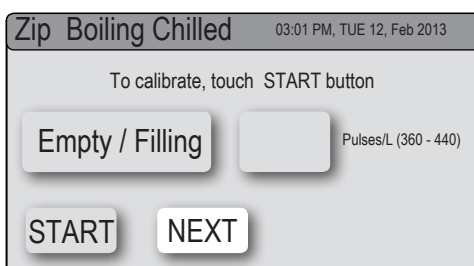 Zip Boiling Chilled 03:01 PM, TUE 12, Feb 2013
To calibrate, touch START button
Empty / Filling Pulses/L (360 - 440)
START NEXT